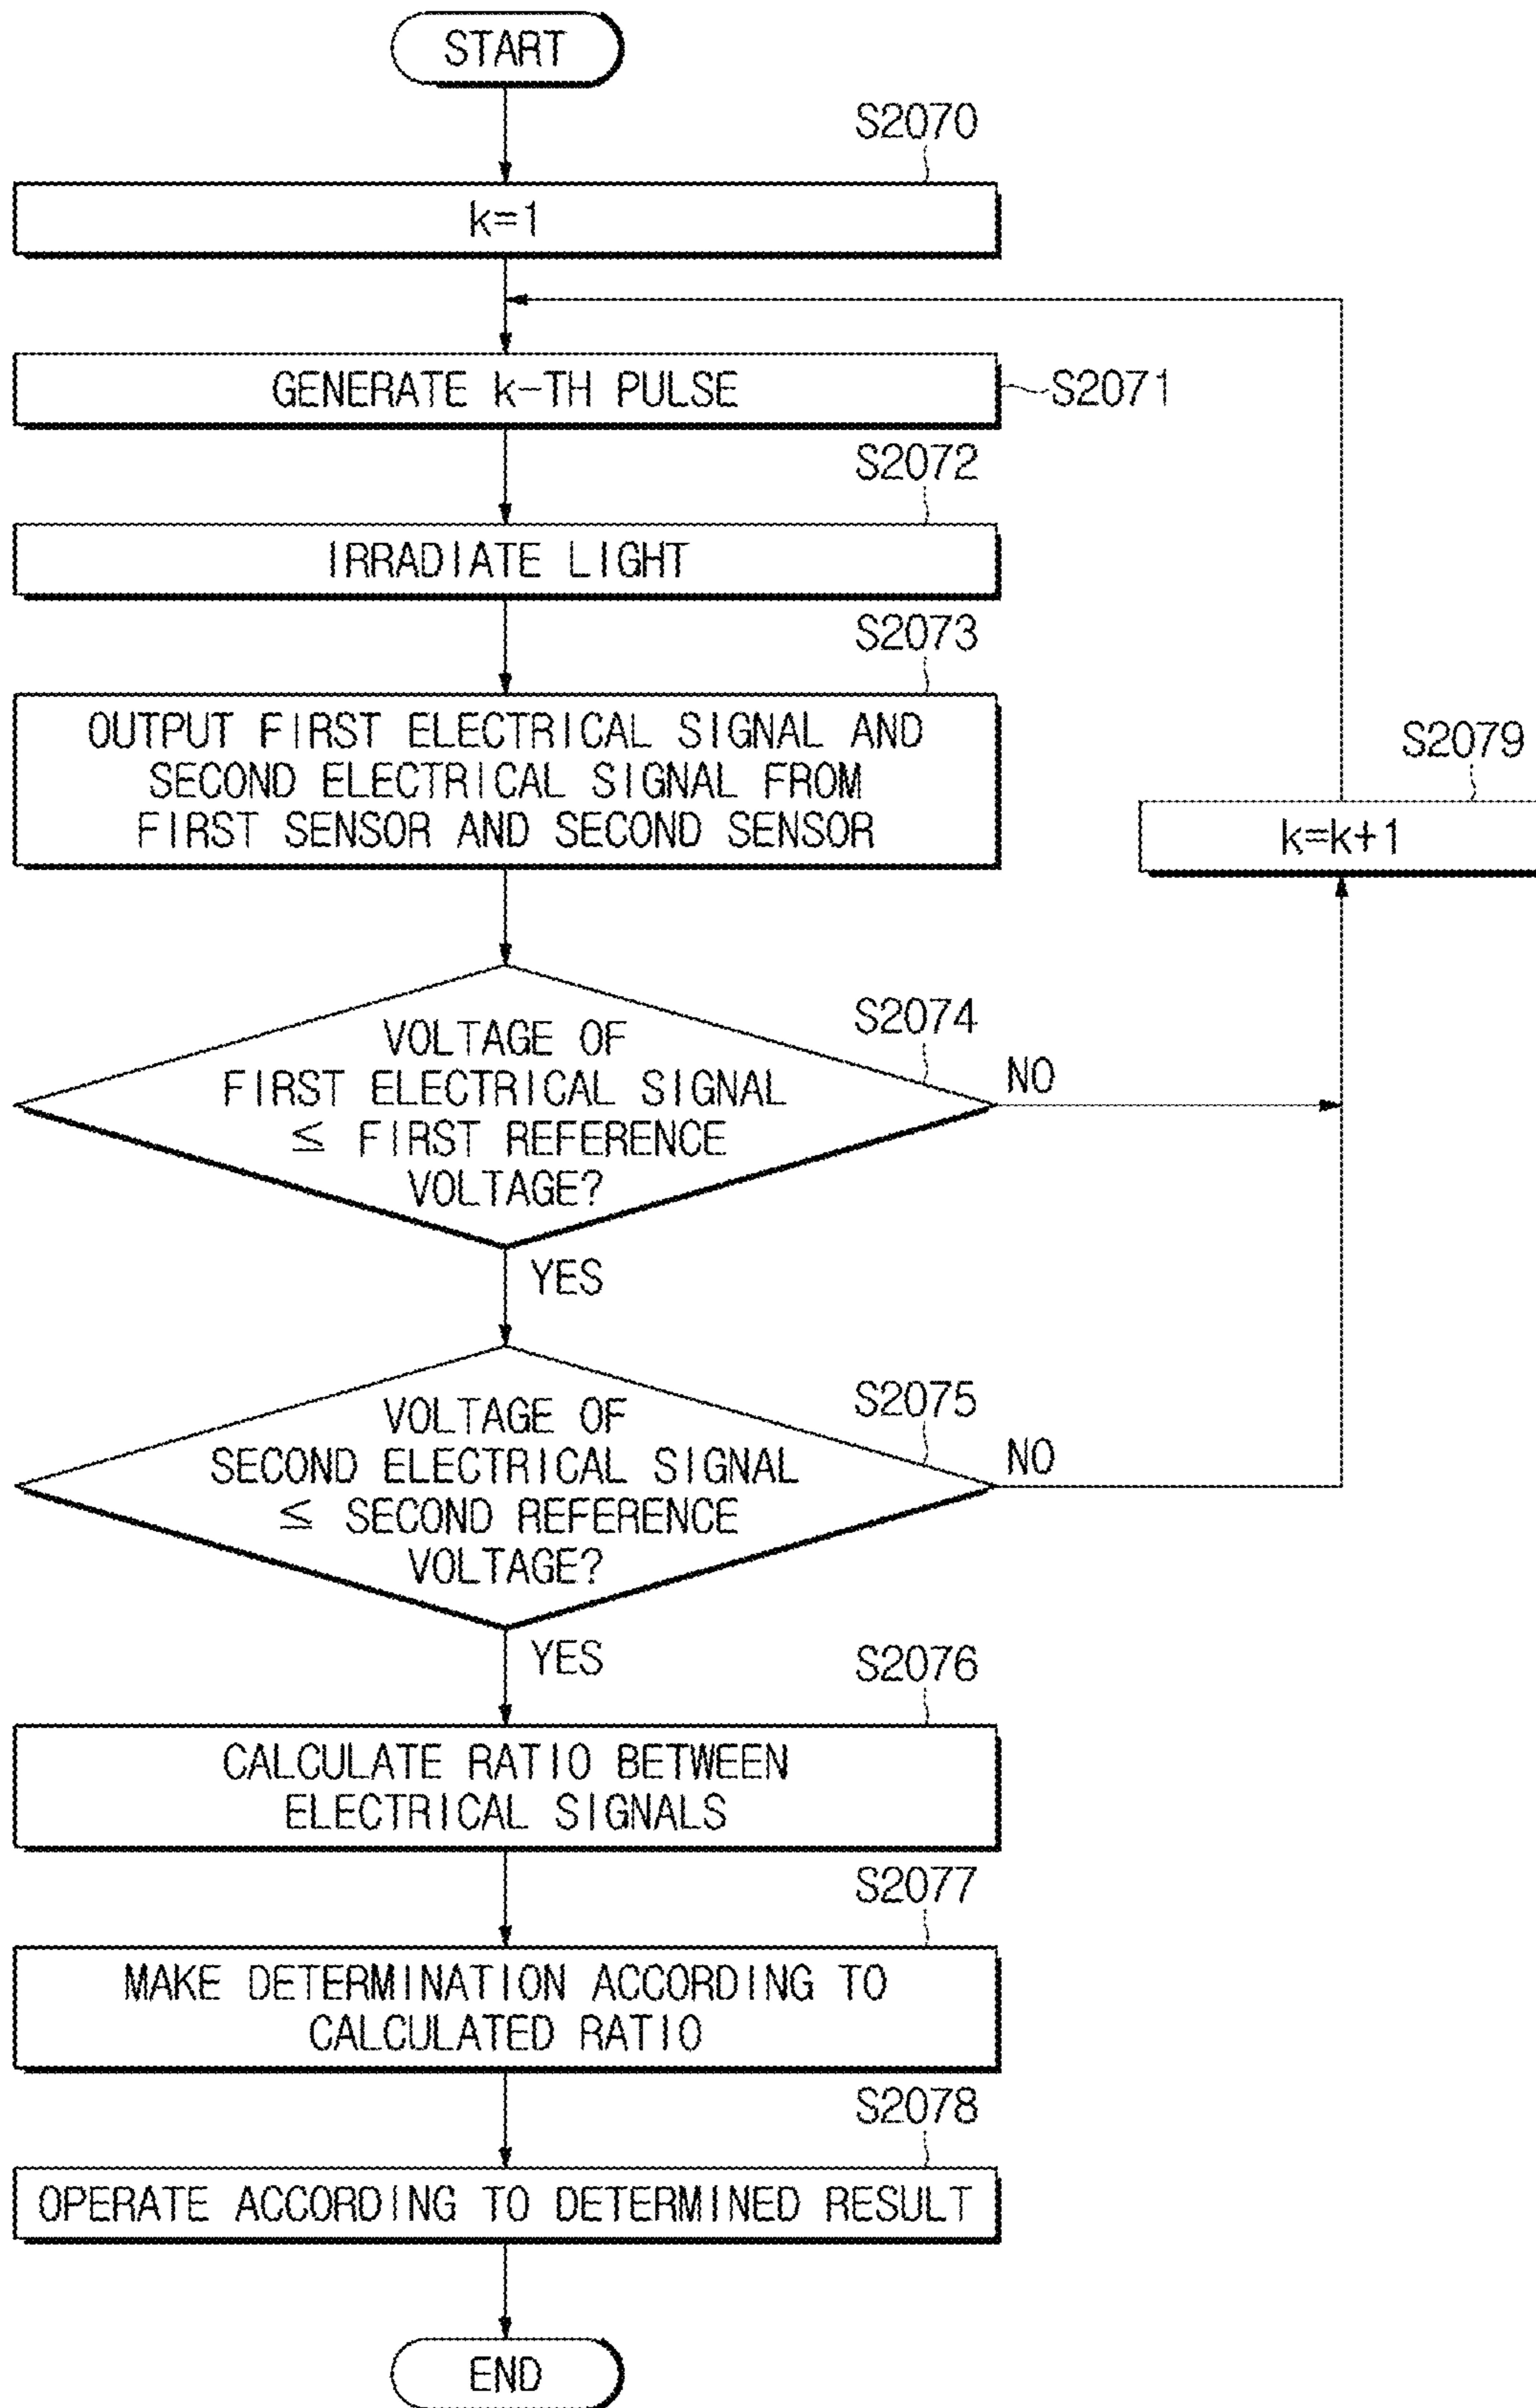 START
S2070
k=1
GENERATE k-TH PULSE
S2071
S2072
IRRADIATE LIGHT
S2073
OUTPUT FIRST ELECTRICAL SIGNAL AND
SECOND ELECTRICAL SIGNAL FROM
FIRST SENSOR AND SECOND SENSOR
S2079
k=k+1
S2074
VOLTAGE OF
FIRST ELECTRICAL SIGNAL
≤ FIRST REFERENCE
VOLTAGE?
NO
YES
S2075
VOLTAGE OF
SECOND ELECTRICAL SIGNAL
≤ SECOND REFERENCE
VOLTAGE?
NO
YES
S2076
CALCULATE RATIO BETWEEN
ELECTRICAL SIGNALS
S2077
MAKE DETERMINATION ACCORDING TO
CALCULATED RATIO
S2078
OPERATE ACCORDING TO DETERMINED RESULT
END